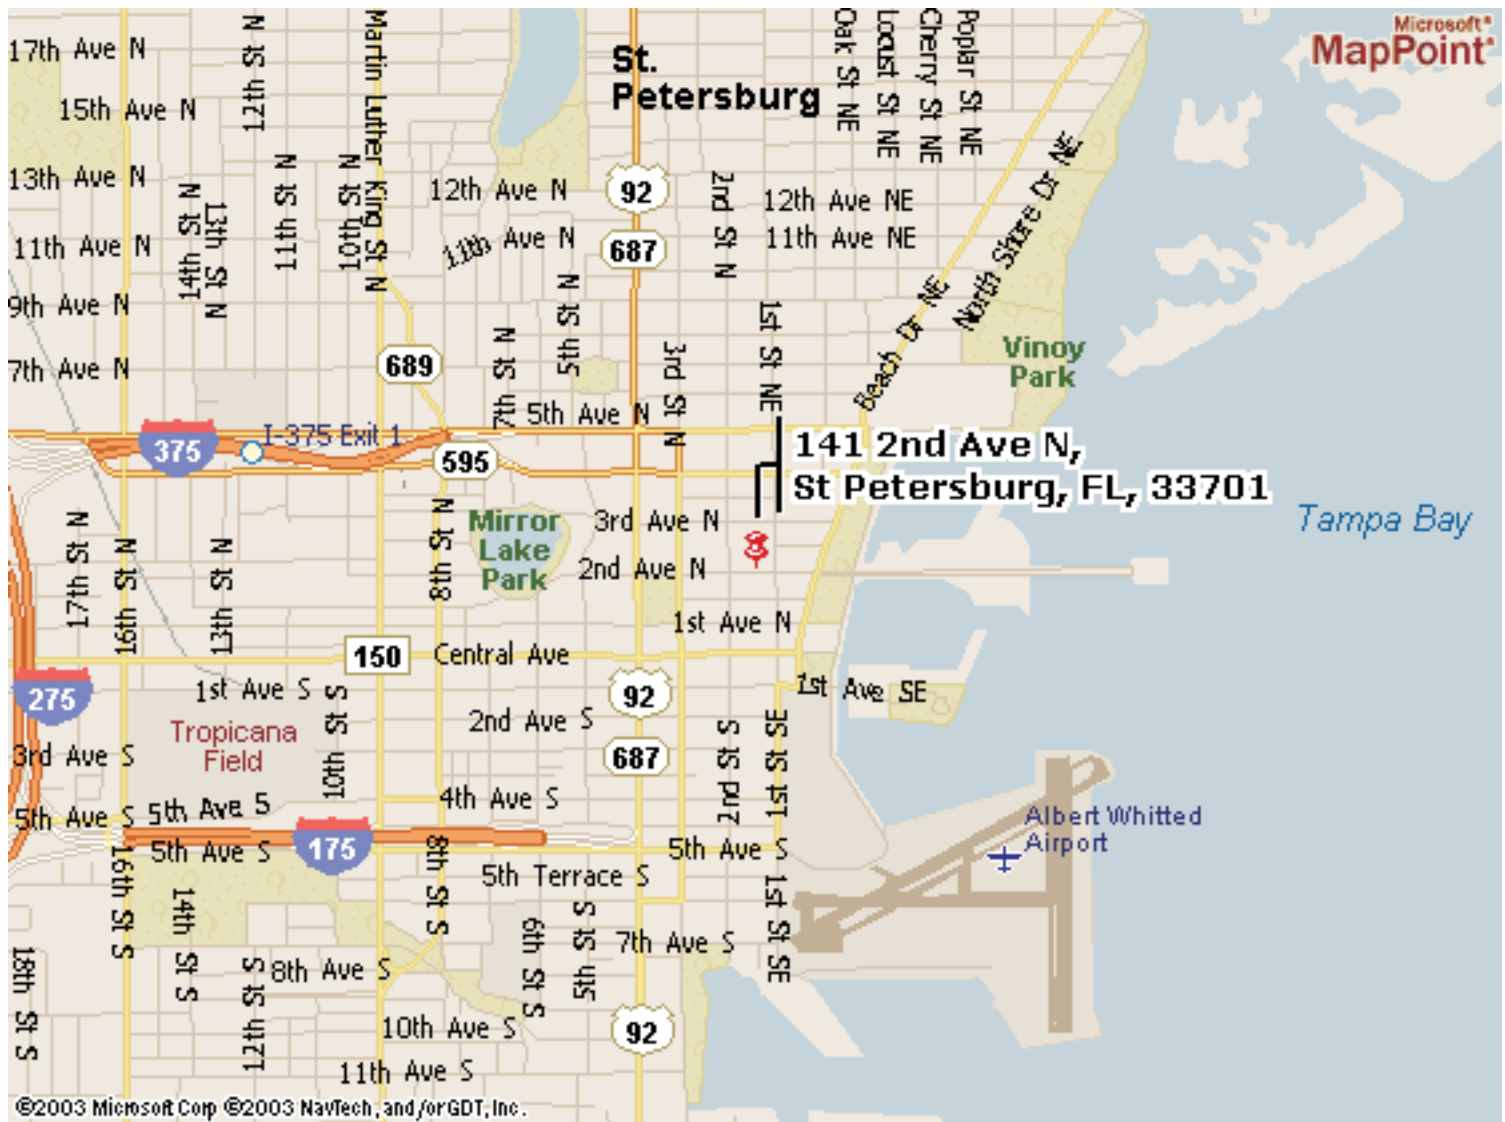 Microsoft®
MapPoint®
17th Ave N
15th Ave N
13th Ave N
11th Ave N
9th Ave N
7th Ave N
12th St N
14th St N
13th St N
11th St N
10th St N
Martin Luther King St N
St.
Petersburg
12th Ave N
11th Ave N
92
687
689
7th St N
5th St N
5th Ave N
3rd St N
2nd St N
1st St NE
Oak St NE
Locust St NE
Cherry St NE
Poplar St NE
12th Ave NE
11th Ave NE
Beach Dr NE
North Shore Dr NE
Vinoy
Park
375
I-375 Exit 1
595
141 2nd Ave N,
St Petersburg, FL, 33701
Tampa Bay
17th St N
16th St N
13th St N
8th St N
Mirror
Lake
Park
3rd Ave N
2nd Ave N
1st Ave N
150
Central Ave
275
1st Ave S
10th St S
2nd Ave S
92
687
1st Ave SE
Tropicana
Field
3rd Ave S
5th Ave S
5th Ave S
4th Ave S
2nd St S
1st St SE
Albert Whitted
Airport
175
5th Ave S
5th Ave S
5th Terrace S
16th St S
14th St S
8th St S
6th St S
5th St S
7th Ave S
1st St SE
18th St S
12th St S
8th Ave S
10th Ave S
92
11th Ave S
©2003 Microsoft Corp ©2003 NavTech, and/or GDT, Inc.